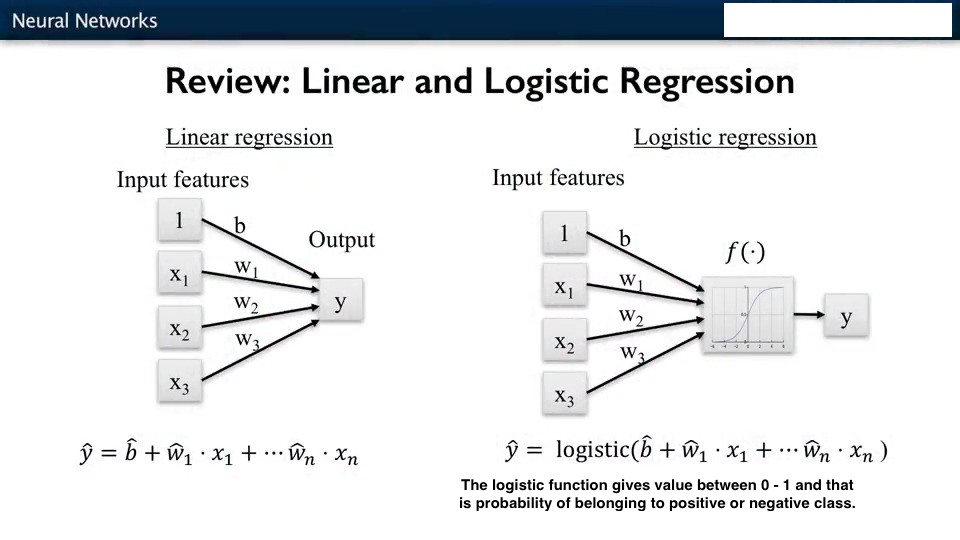 Neural Networks
Review: Linear and Logistic Regression
Linear regression
Input features
1
x₁
x₂
x₃
b
w₁
w₂
w₃
Output
y
ŷ = b̂ + ŵ₁ · x₁ + ⋯ ŵₙ · xₙ
Logistic regression
Input features
1
x₁
x₂
x₃
b
w₁
w₂
w₃
f(·)
y
ŷ = logistic(b̂ + ŵ₁ · x₁ + ⋯ ŵₙ · xₙ )
The logistic function gives value between 0 - 1 and that
is probability of belonging to positive or negative class.